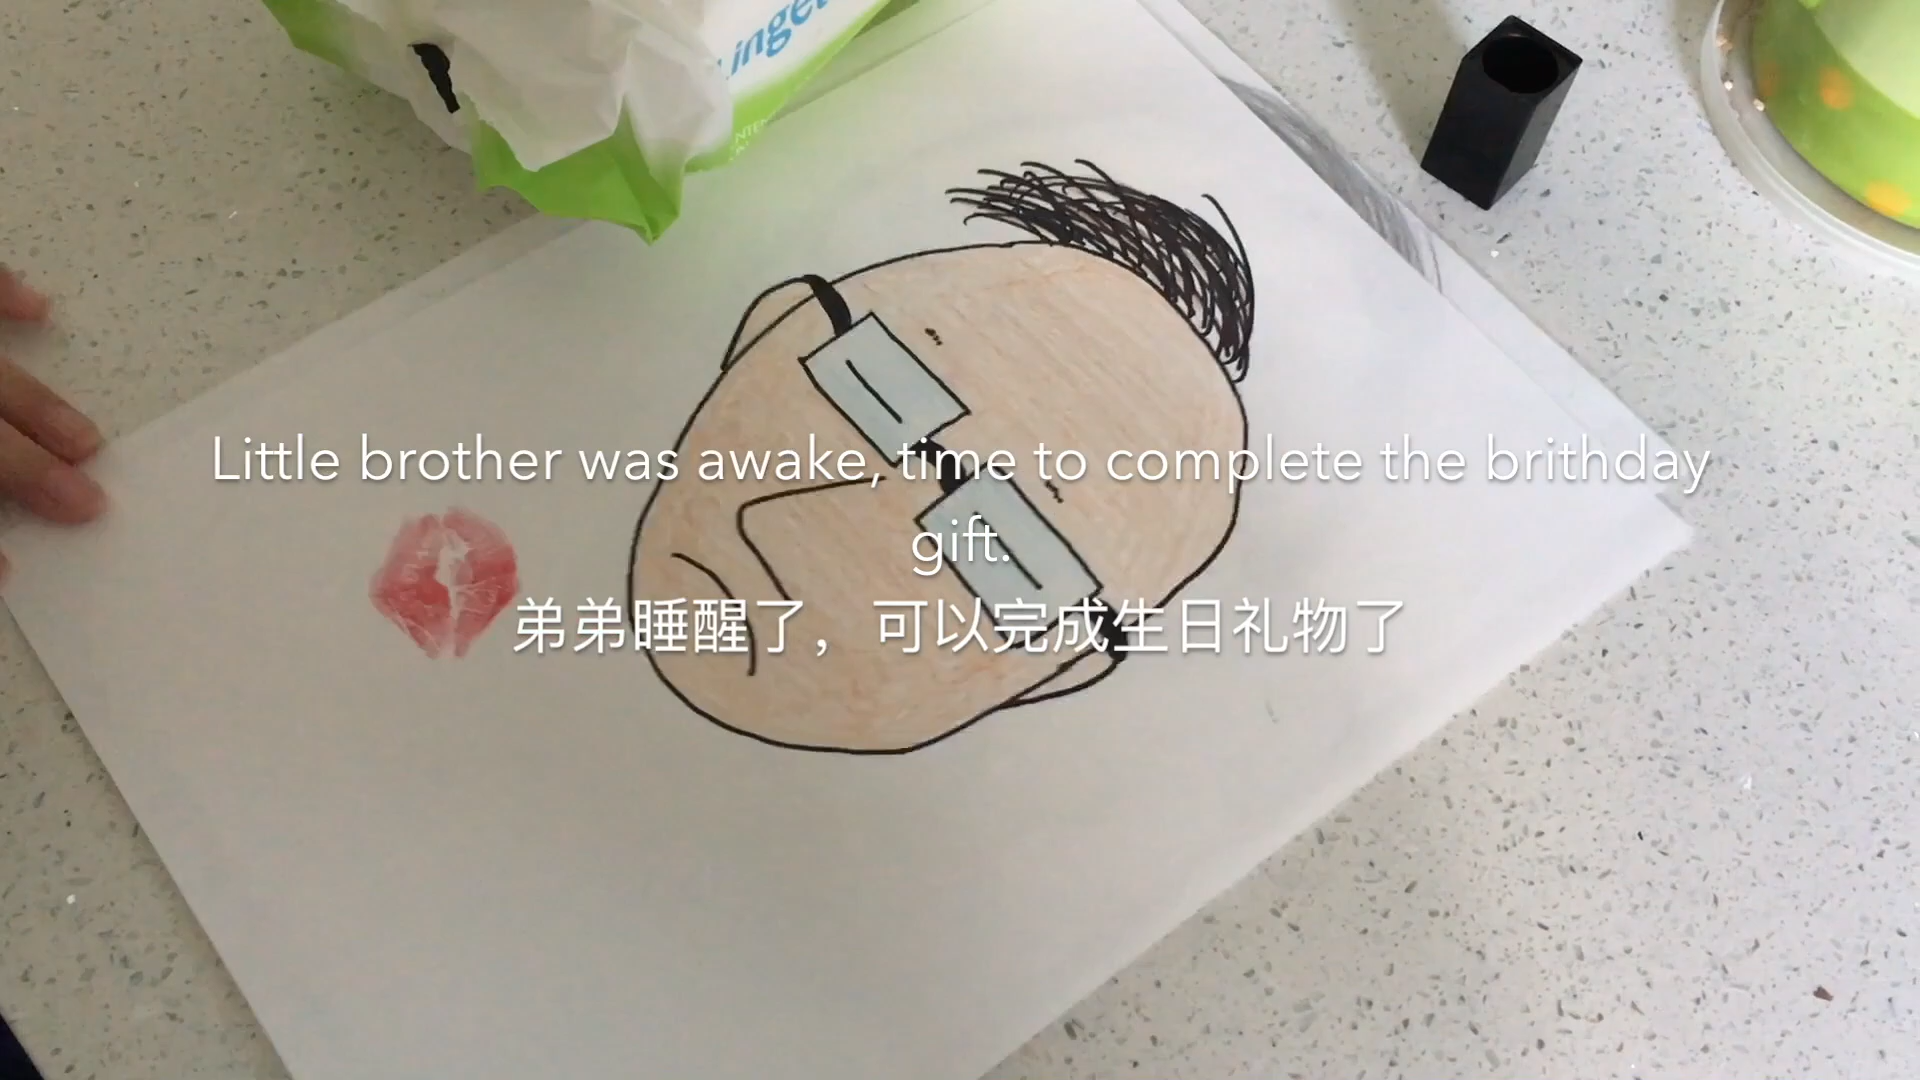 Little brother was awake, time to complete the brithday
gift.
弟弟睡醒了，可以完成生日礼物了